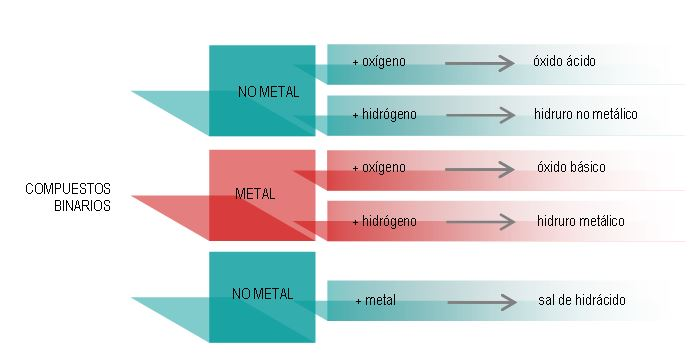 COMPUESTOS
BINARIOS
NO METAL
+ oxígeno
óxido ácido
+ hidrógeno
hidruro no metálico
METAL
+ oxígeno
óxido básico
+ hidrógeno
hidruro metálico
NO METAL
+ metal
sal de hidrácido